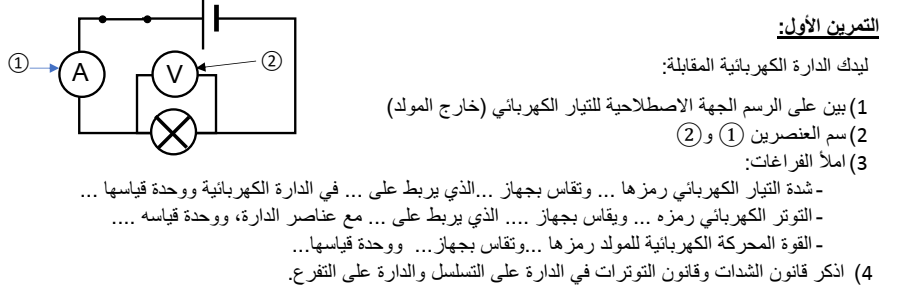 التمرين الأول:
ليدك الدارة الكهربائية المقابلة:
1) بين على الرسم الجهة الاصطلاحية للتيار الكهربائي (خارج المولد)
2) سم العنصرين ① و ②
3) املأ الفراغات:
- شدة التيار الكهربائي رمزها ... وتقاس بجهاز ...الذي يربط على ... في الدارة الكهربائية ووحدة قياسها ...
- التوتر الكهربائي رمزه ... ويقاس بجهاز .... الذي يربط على ... مع عناصر الدارة، ووحدة قياسه ....
- القوة المحركة الكهربائية للمولد رمزها ...وتقاس بجهاز... ووحدة قياسها...
4) اذكر قانون الشدات وقانون التوترات في الدارة على التسلسل والدارة على التفرع.
①
A
V
②